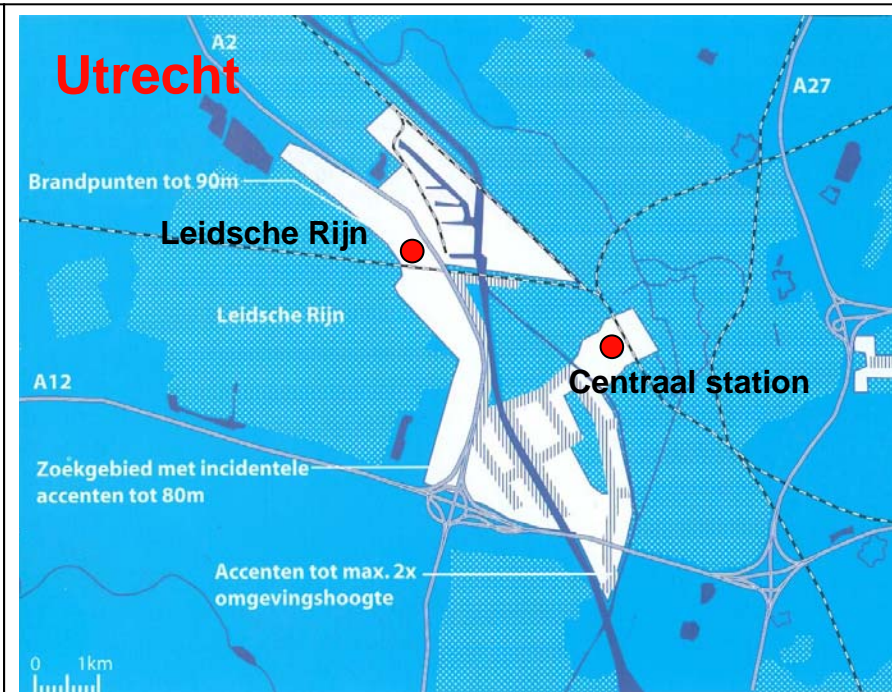 A2
Utrecht
A27
Brandpunten tot 90m
Leidsche Rijn
Leidsche Rijn
Centraal station
A12
Zoekgebied met incidentele
accenten tot 80m
Accenten tot max. 2x
omgevingshoogte
0 1km